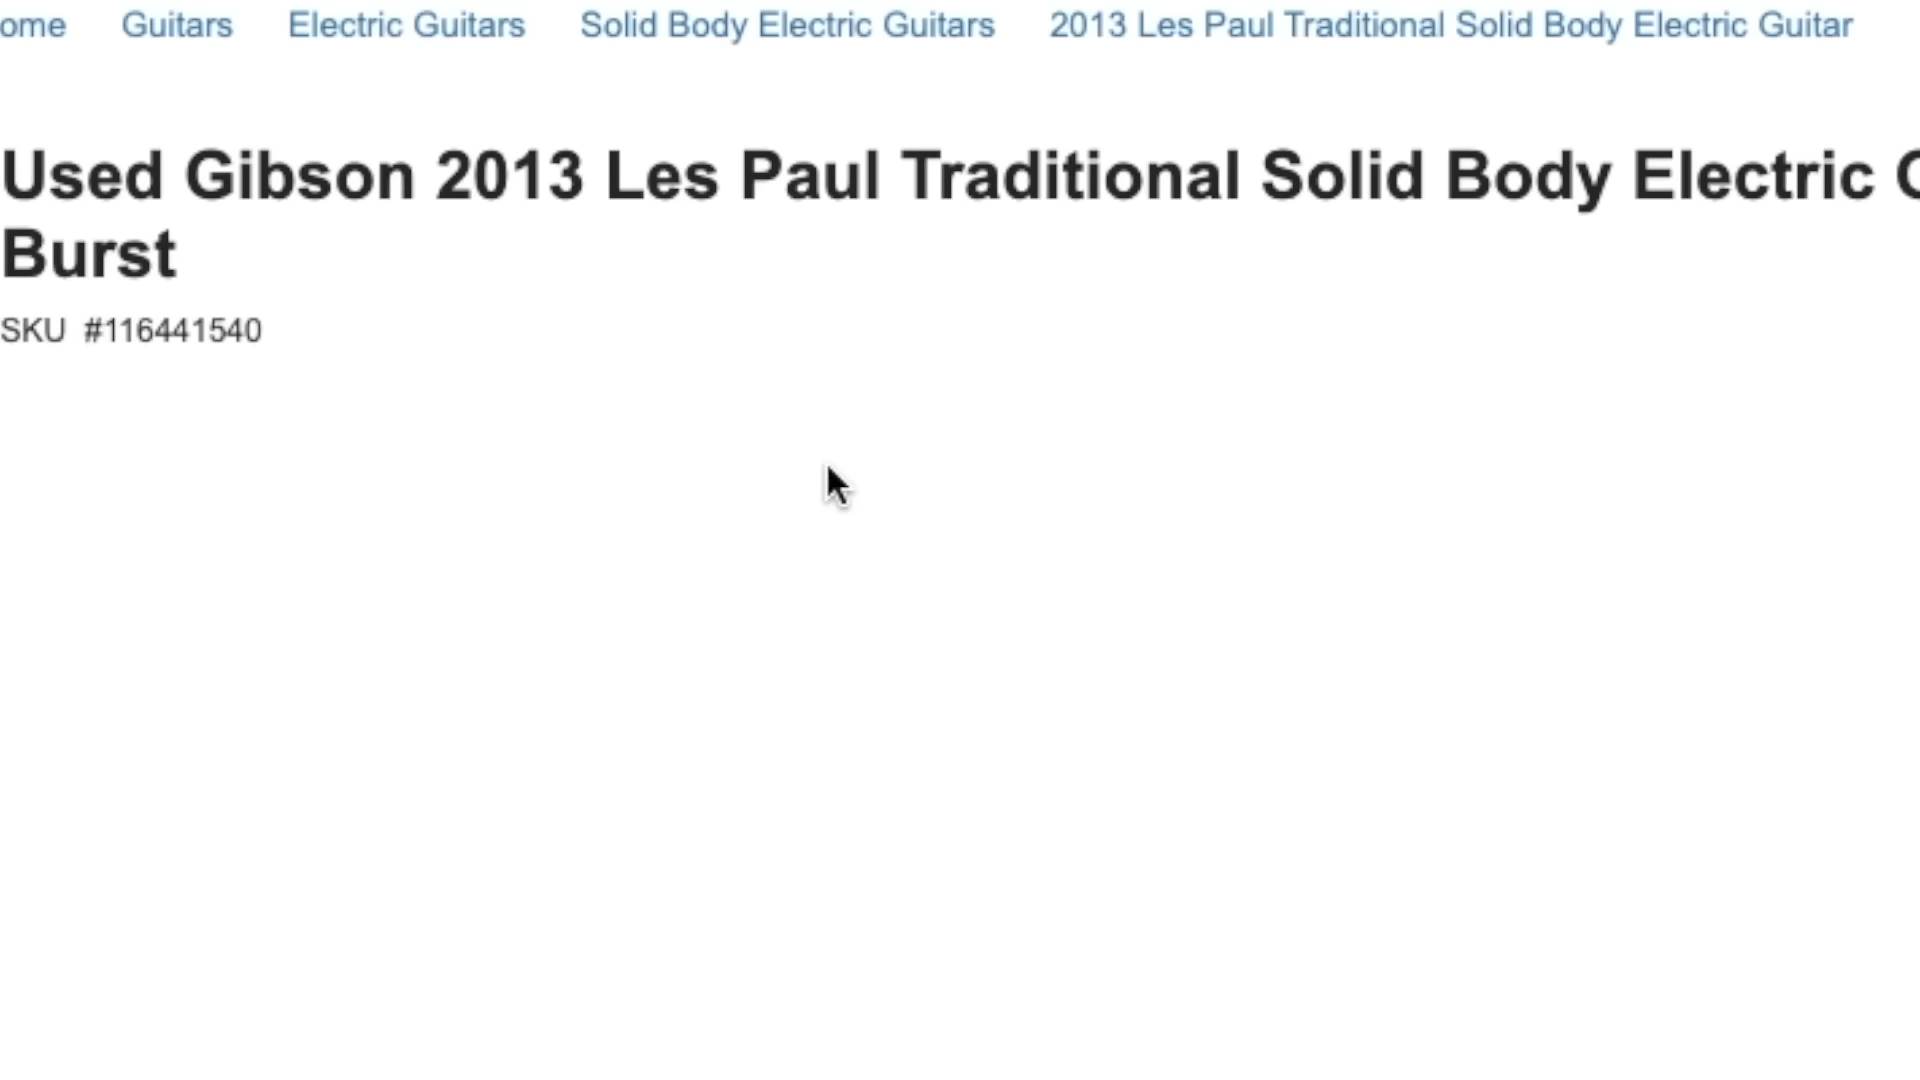 ome Guitars Electric Guitars Solid Body Electric Guitars 2013 Les Paul Traditional Solid Body Electric Guitar
Used Gibson 2013 Les Paul Traditional Solid Body Electric
Burst
SKU #116441540